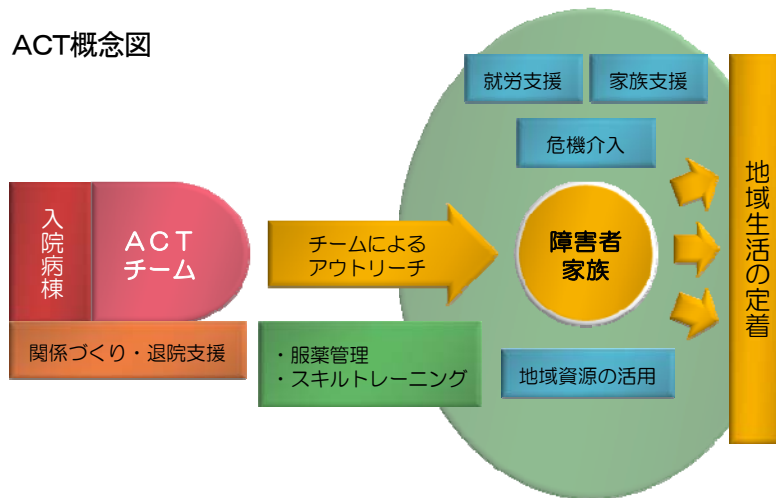 ACT概念図
就労支援
家族支援
危機介入
入院病棟
ＡＣＴ
チーム
チームによる
アウトリーチ
障害者
家族
地域生活の定着
関係づくり・退院支援
・服薬管理
・スキルトレーニング
地域資源の活用